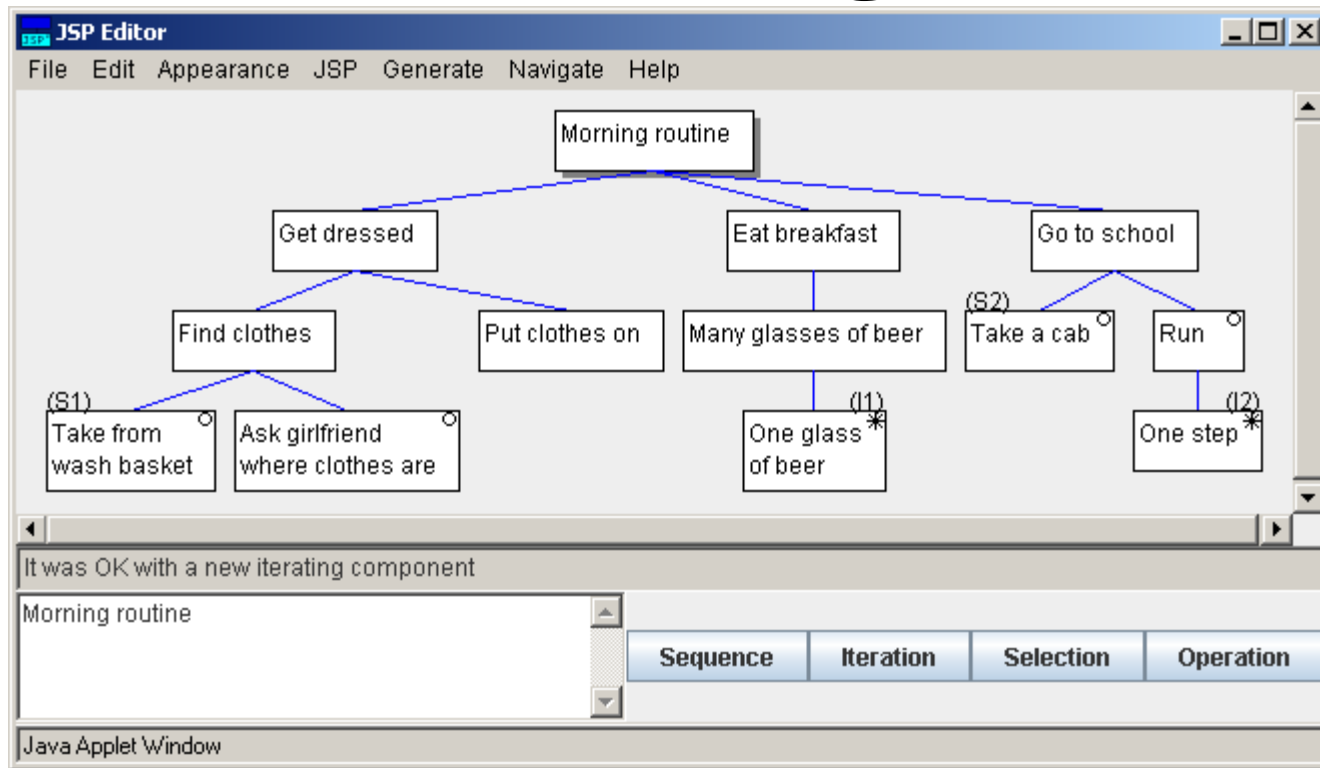 JSP Editor
File Edit Appearance JSP Generate Navigate Help
Morning routine
Get dressed
Eat breakfast
Go to school
Find clothes
Put clothes on
Many glasses of beer
(S2)
Take a cab
Run
(S1)
Take from
wash basket
Ask girlfriend
where clothes are
(I1)
One glass
of beer
(I2)
One step
It was OK with a new iterating component
Morning routine
Sequence Iteration Selection Operation
Java Applet Window